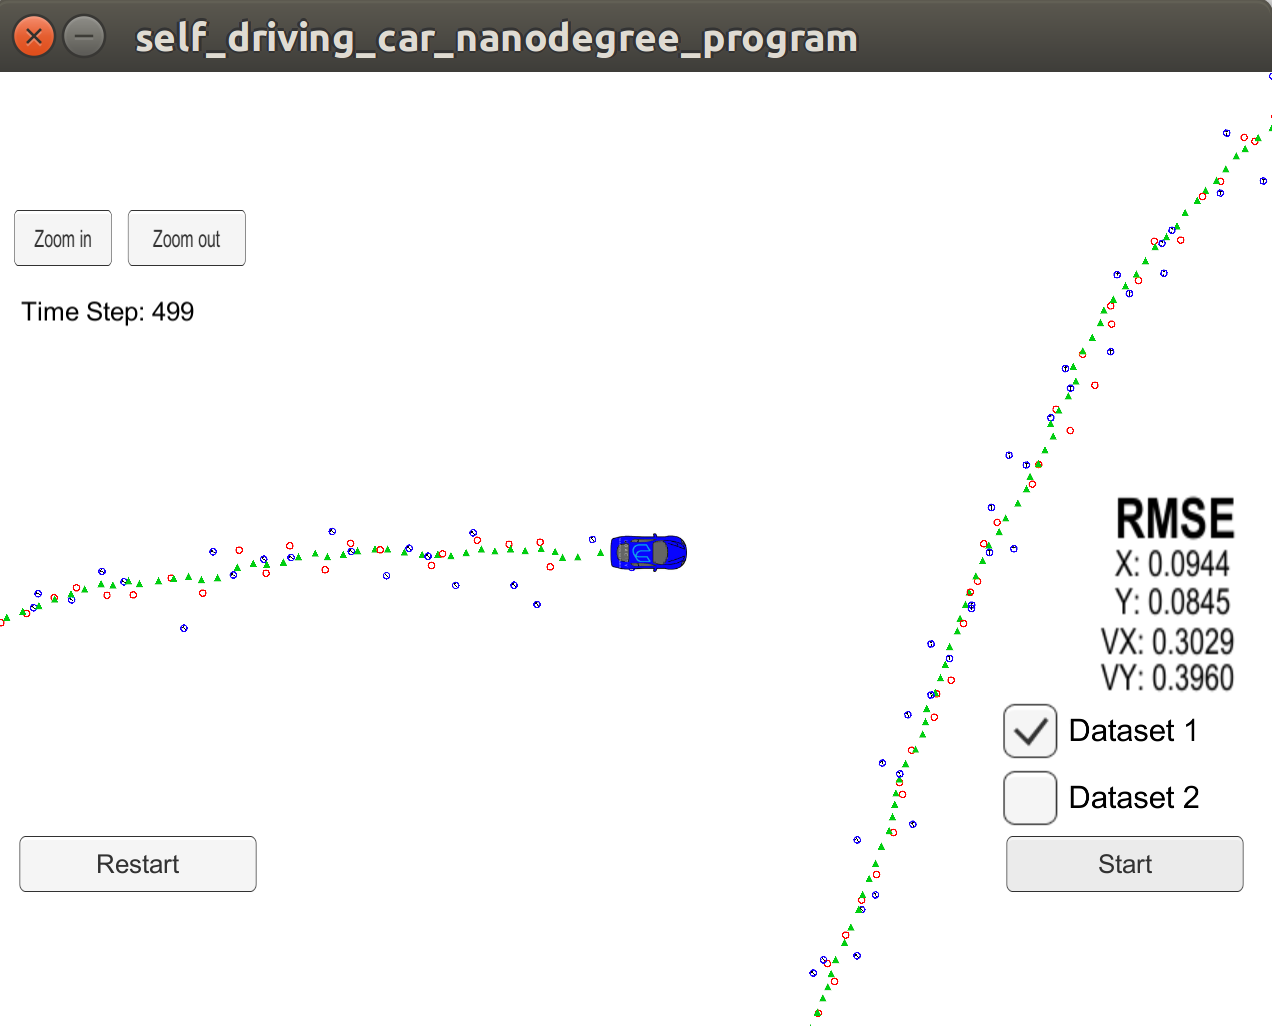 self_driving_car_nanodegree_program
Zoom in
Zoom out
Time Step: 499
RMSE
X: 0.0944
Y: 0.0845
VX: 0.3029
VY: 0.3960
Dataset 1
Dataset 2
Restart
Start